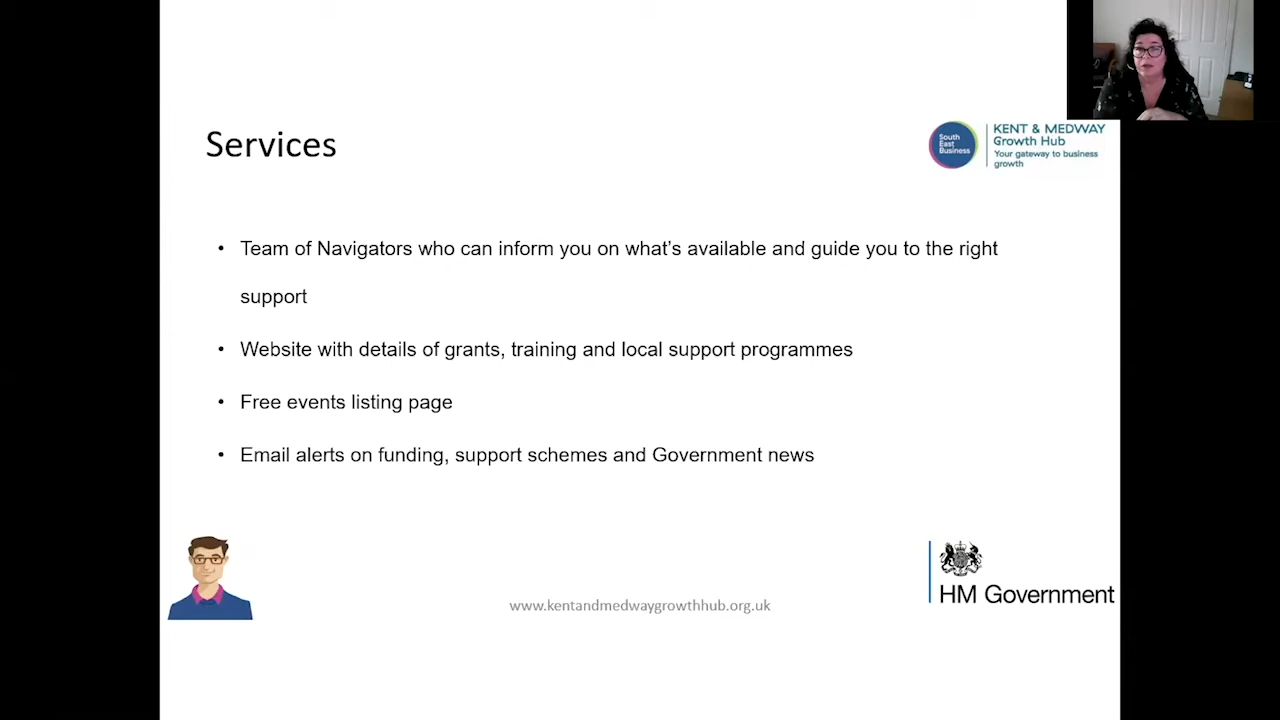 Services
South
East
Business
KENT & MEDWAY
Growth Hub
Your gateway to business
growth
• Team of Navigators who can inform you on what's available and guide you to the right
support
• Website with details of grants, training and local support programmes
• Free events listing page
• Email alerts on funding, support schemes and Government news
www.kentandmedwaygrowthhub.org.uk
HM Government